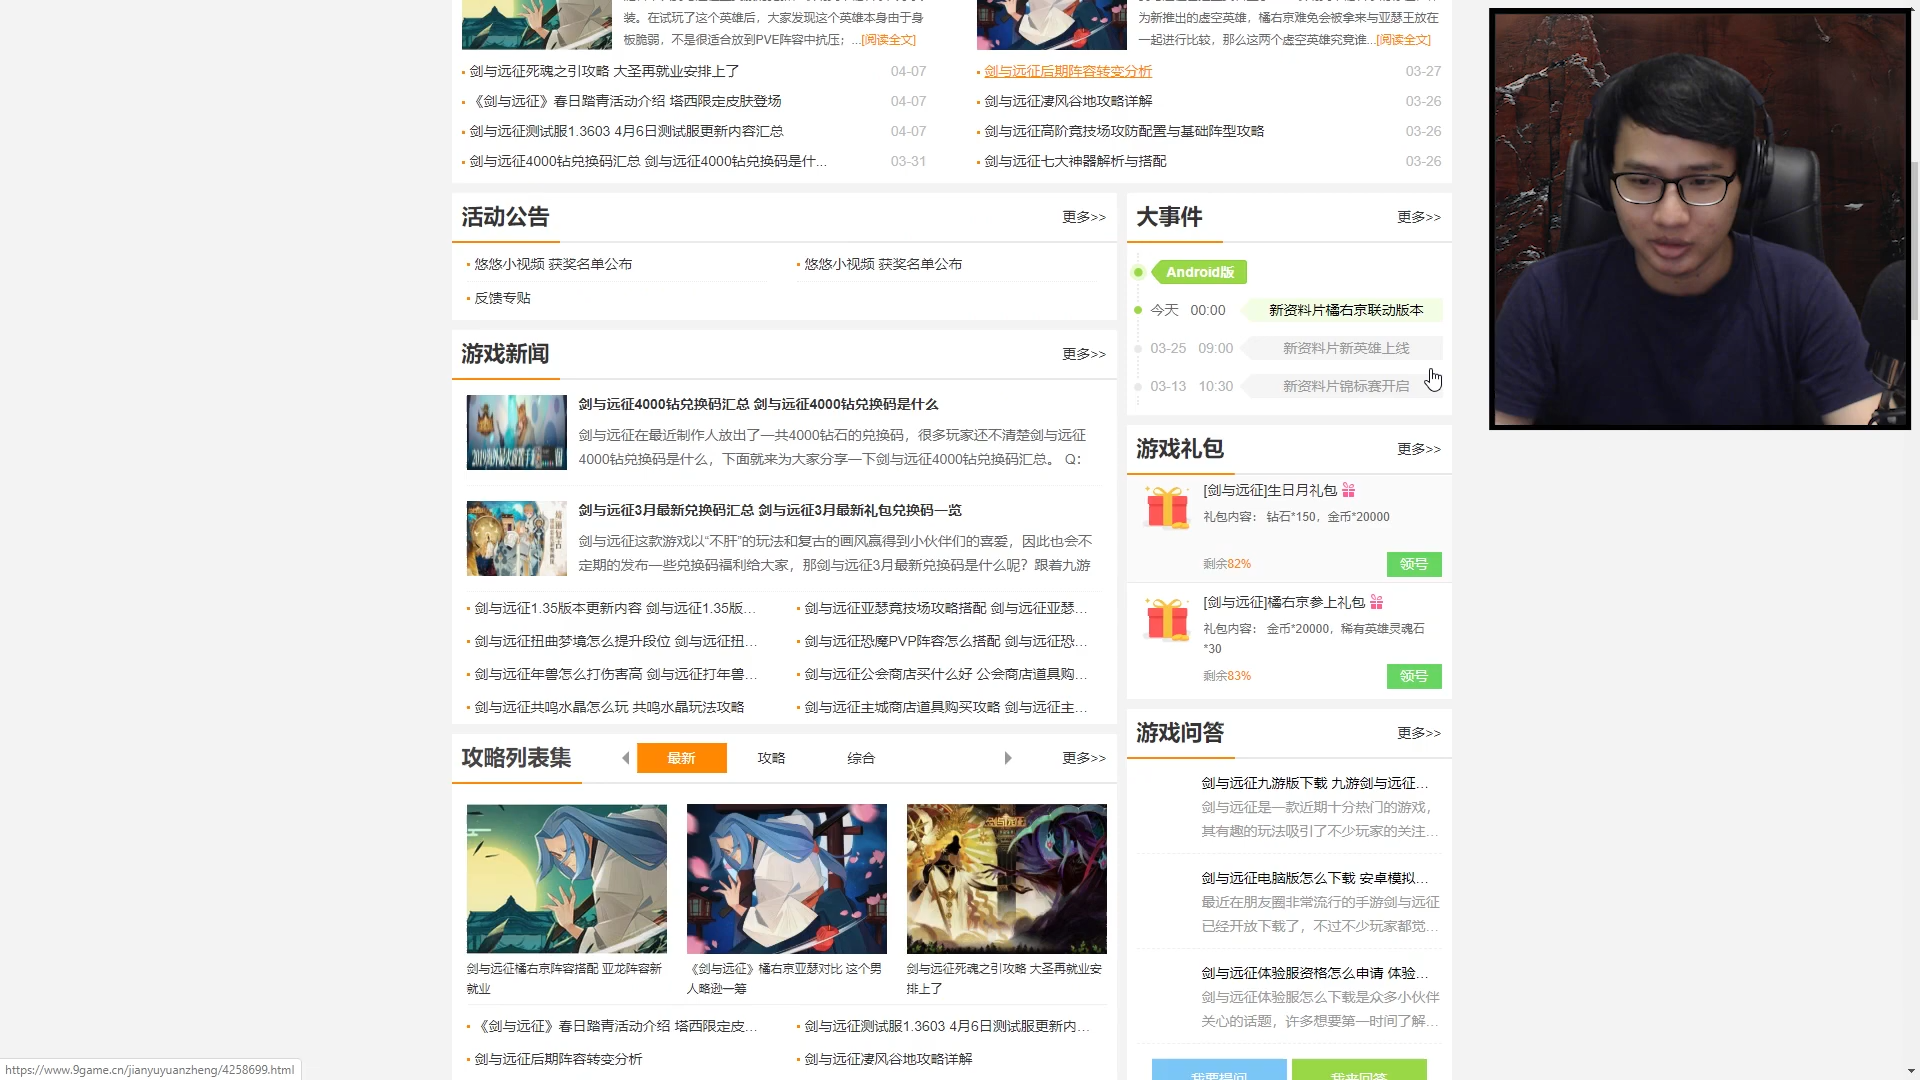 装。在试玩了这个英雄后，大家发现这个英雄本身由于身
板脆弱，不是很适合放到PVE阵容中抗压；...[阅读全文]
剑与远征死魂之引攻略 大圣再就业安排上了 04-07
《剑与远征》春日踏青活动介绍 塔西限定皮肤登场 04-07
剑与远征测试服1.3603 4月6日测试服更新内容汇总 04-07
剑与远征4000钻兑换码汇总 剑与远征4000钻兑换码是什... 03-31
为新推出的虚空英雄，橘右京难免会被拿来与亚瑟王放在
一起进行比较，那么这两个虚空英雄究竟谁...[阅读全文]
剑与远征后期阵容转变分析 03-27
剑与远征凄风谷地攻略详解 03-26
剑与远征高阶竞技场攻防配置与基础阵型攻略 03-26
剑与远征七大神器解析与搭配 03-26
活动公告 更多>>
悠悠小视频 获奖名单公布
悠悠小视频 获奖名单公布
反馈专贴
大事件 更多>>
Android版
今天 00:00 新资料片橘右京联动版本
03-25 09:00 新资料片新英雄上线
03-13 10:30 新资料片锦标赛开启
游戏新闻 更多>>
剑与远征4000钻兑换码汇总 剑与远征4000钻兑换码是什么
剑与远征在最近制作人放出了一共4000钻石的兑换码，很多玩家还不清楚剑与远征
4000钻兑换码是什么，下面就来为大家分享一下剑与远征4000钻兑换码汇总。 Q：
剑与远征3月最新兑换码汇总 剑与远征3月最新礼包兑换码一览
剑与远征这款游戏以“不肝”的玩法和复古的画风赢得到小伙伴们的喜爱，因此也会不
定期的发布一些兑换码福利给大家，那剑与远征3月最新兑换码是什么呢？跟着九游
剑与远征1.35版本更新内容 剑与远征1.35版...
剑与远征亚瑟竞技场攻略搭配 剑与远征亚瑟...
剑与远征扭曲梦境怎么提升段位 剑与远征扭...
剑与远征恐魔PVP阵容怎么搭配 剑与远征恐...
剑与远征年兽怎么打伤害高 剑与远征打年兽...
剑与远征公会商店买什么好 公会商店道具购...
剑与远征共鸣水晶怎么玩 共鸣水晶玩法攻略
剑与远征主城商店道具购买攻略 剑与远征主...
游戏礼包 更多>>
[剑与远征]生日月礼包
礼包内容： 钻石*150，金币*20000
剩余82% 领号
[剑与远征]橘右京参上礼包
礼包内容： 金币*20000，稀有英雄灵魂石
*30
剩余83% 领号
攻略列表集 最新 攻略 综合 更多>>
剑与远征
剑与远征橘右京阵容搭配 亚龙阵容新
就业
《剑与远征》橘右京亚瑟对比 这个男
人略逊一筹
剑与远征死魂之引攻略 大圣再就业安
排上了
《剑与远征》春日踏青活动介绍 塔西限定皮...
剑与远征测试服1.3603 4月6日测试服更新内...
剑与远征后期阵容转变分析
剑与远征凄风谷地攻略详解
游戏问答 更多>>
剑与远征九游版下载 九游剑与远征...
剑与远征是一款近期十分热门的游戏，
其有趣的玩法吸引了不少玩家的关注...
剑与远征电脑版怎么下载 安卓模拟...
最近在朋友圈非常流行的手游剑与远征
已经开放下载了，不过不少玩家都觉...
剑与远征体验服资格怎么申请 体验...
剑与远征体验服怎么下载是众多小伙伴
关心的话题，许多想要第一时间了解...
我要提问 我来回答
https://www.9game.cn/jianyuyuanzheng/4258699.html